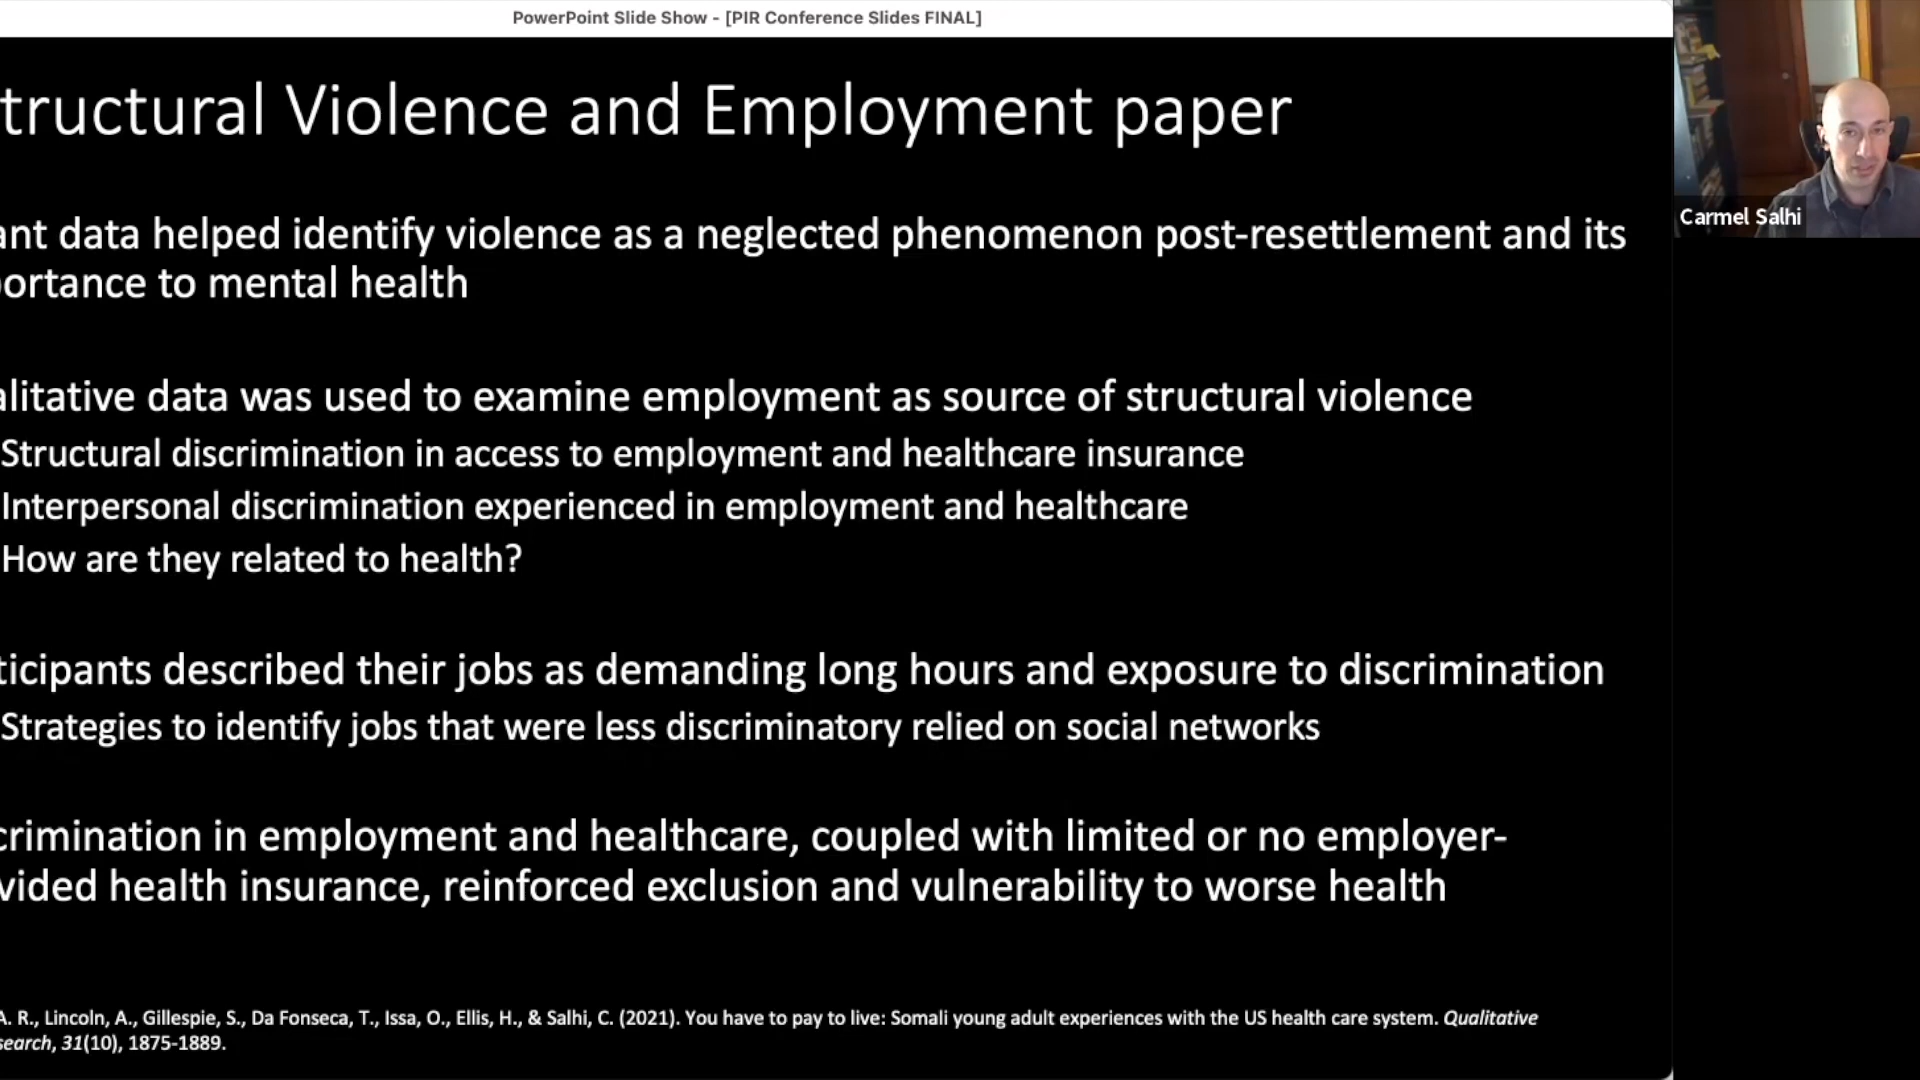 PowerPoint Slide Show - [PIR Conference Slides FINAL]
tructural Violence and Employment paper
ant data helped identify violence as a neglected phenomenon post-resettlement and its
ortance to mental health
alitative data was used to examine employment as source of structural violence
Structural discrimination in access to employment and healthcare insurance
Interpersonal discrimination experienced in employment and healthcare
How are they related to health?
ticipants described their jobs as demanding long hours and exposure to discrimination
Strategies to identify jobs that were less discriminatory relied on social networks
crimination in employment and healthcare, coupled with limited or no employer-
vided health insurance, reinforced exclusion and vulnerability to worse health
A. R., Lincoln, A., Gillespie, S., Da Fonseca, T., Issa, O., Ellis, H., & Salhi, C. (2021). You have to pay to live: Somali young adult experiences with the US health care system. Qualitative
search, 31(10), 1875-1889.
Carmel Salhi